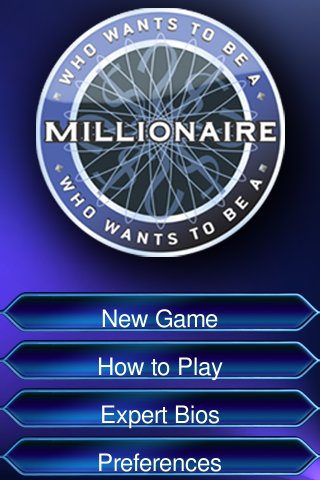 WHO WANTS TO BE A
MILLIONAIRE
WHO WANTS TO BE A
New Game
How to Play
Expert Bios
Preferences